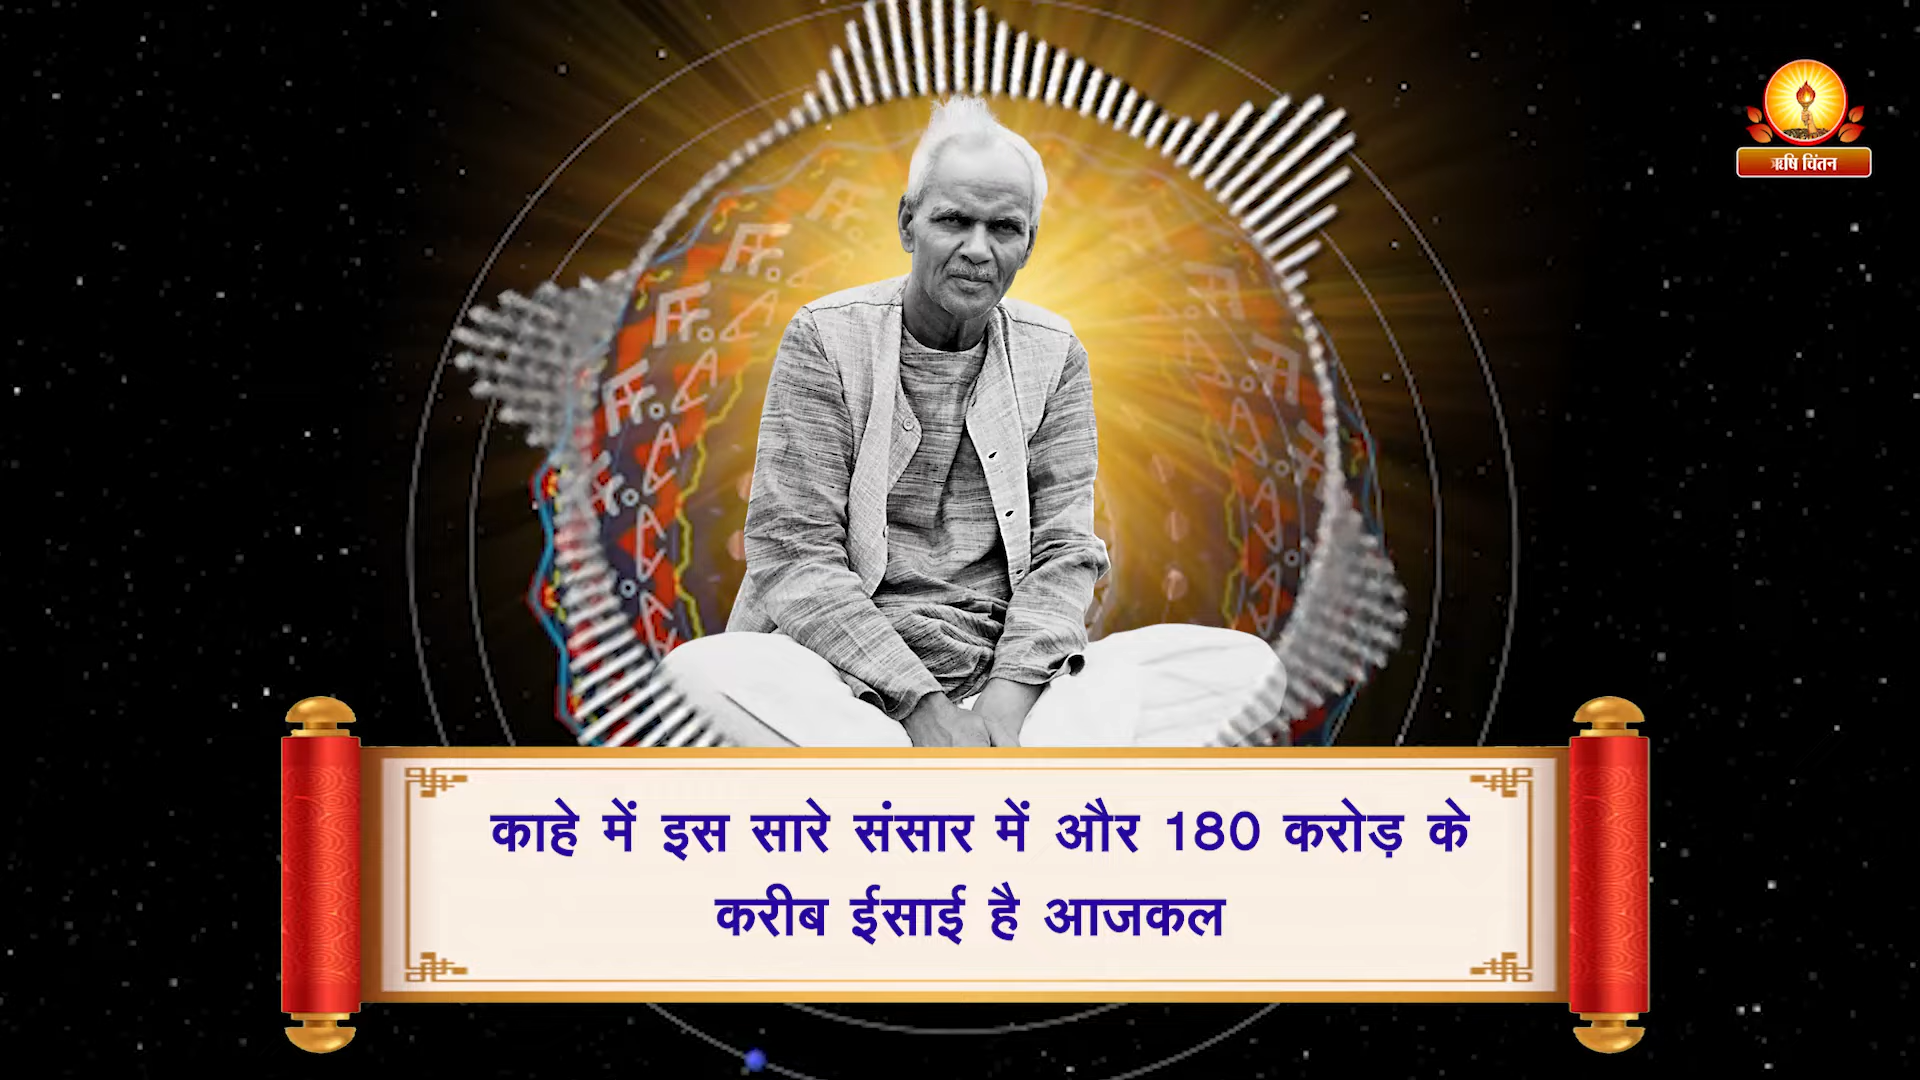 ऋषि चिंतन
काहे में इस सारे संसार में और 180 करोड़ के
करीब ईसाई है आजकल